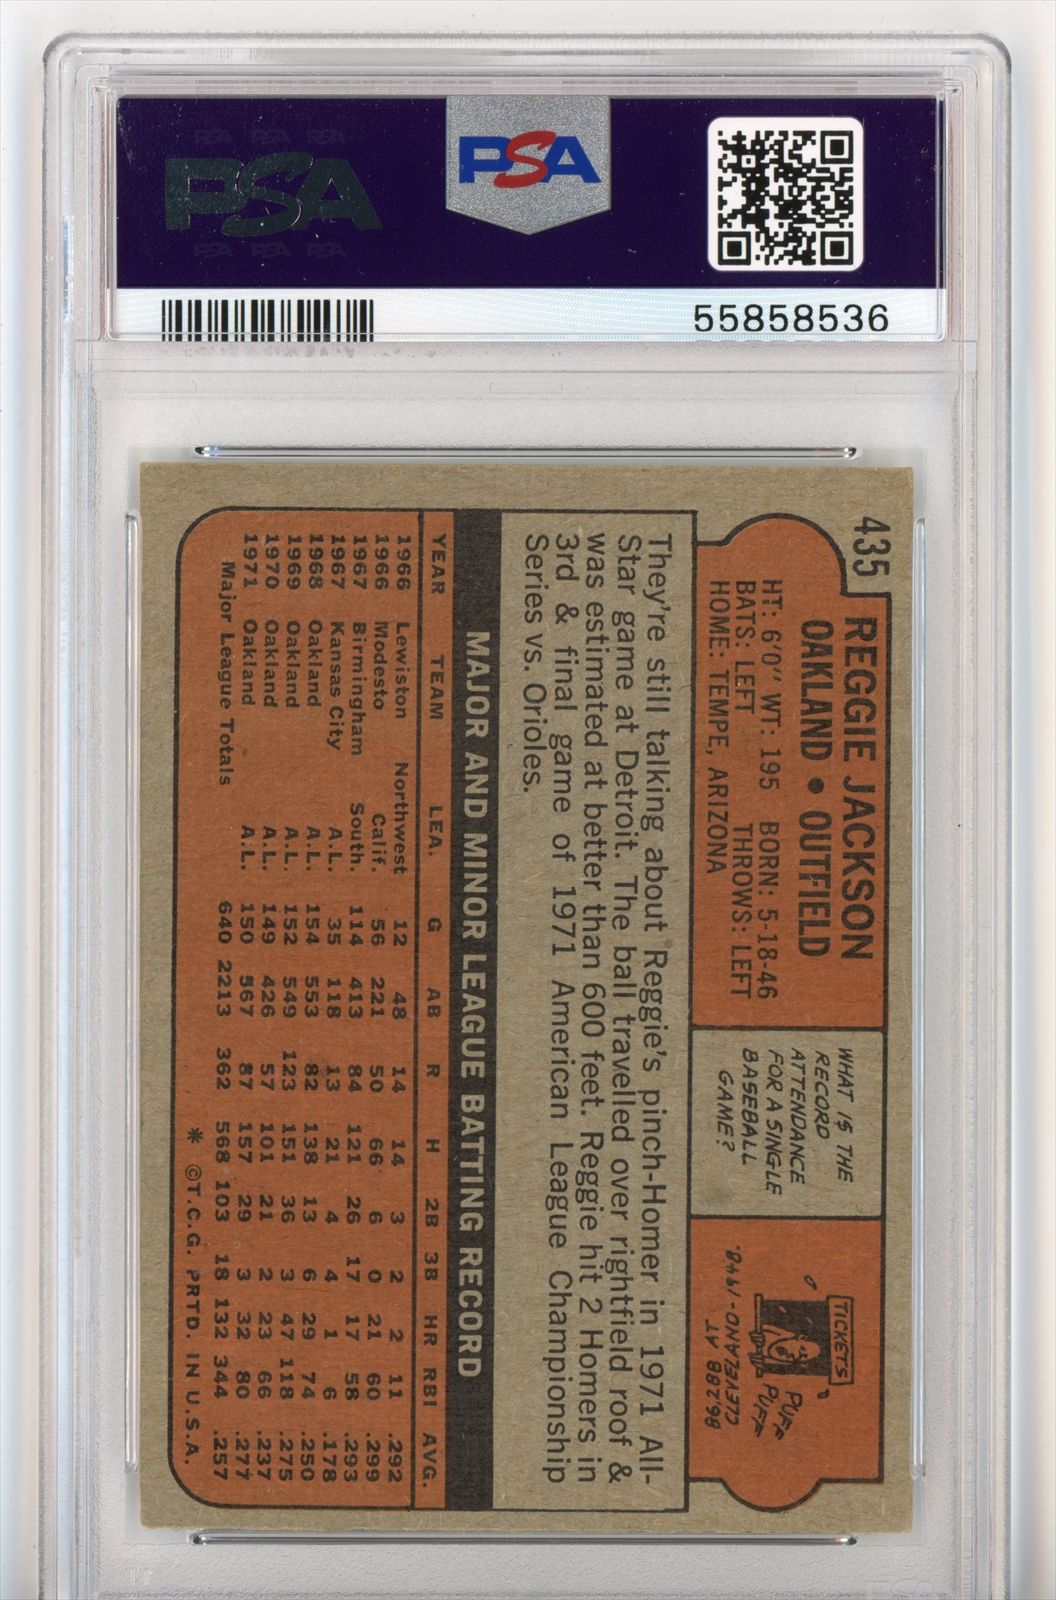 PSA PSA PSA
PSA
PSA PSA PSA
PSA
55858536
435
REGGIE JACKSON
OAKLAND • OUTFIELD
HT: 6'0" WT: 195 BORN: 5-18-46
BATS: LEFT THROWS: LEFT
HOME: TEMPE, ARIZONA
WHAT IS THE
RECORD
ATTENDANCE
FOR A SINGLE
BASEBALL
GAME?
TICKETS
PUFF
PUFF
86,288 AT
CLEVELAND-1948.
They're still talking about Reggie's pinch-Homer in 1971 All-
Star game at Detroit. The ball travelled over rightfield roof &
was estimated at better than 600 feet. Reggie hit 2 Homers in
3rd & final game of 1971 American League Championship
Series vs. Orioles.
MAJOR AND MINOR LEAGUE BATTING RECORD
YEAR TEAM LEA. G AB R H 2B 3B HR RBI AVG.
1966 Lewiston Northwest 12 48 14 14 3 2 2 11 .292
1966 Modesto Calif. 56 221 50 66 6 0 21 60 .299
1967 Birmingham South. 114 413 84 121 26 17 17 58 .293
1967 Kansas City A.L. 35 118 13 21 4 4 1 6 .178
1968 Oakland A.L. 154 553 82 138 13 6 29 74 .250
1969 Oakland A.L. 152 549 123 151 36 3 47 118 .275
1970 Oakland A.L. 149 426 57 101 21 2 23 66 .237
1971 Oakland A.L. 150 567 87 157 29 3 32 80 .277
Major League Totals 640 2213 362 568 103 18 132 344 .257
* ©T.C.G. PRTD. IN U.S.A.